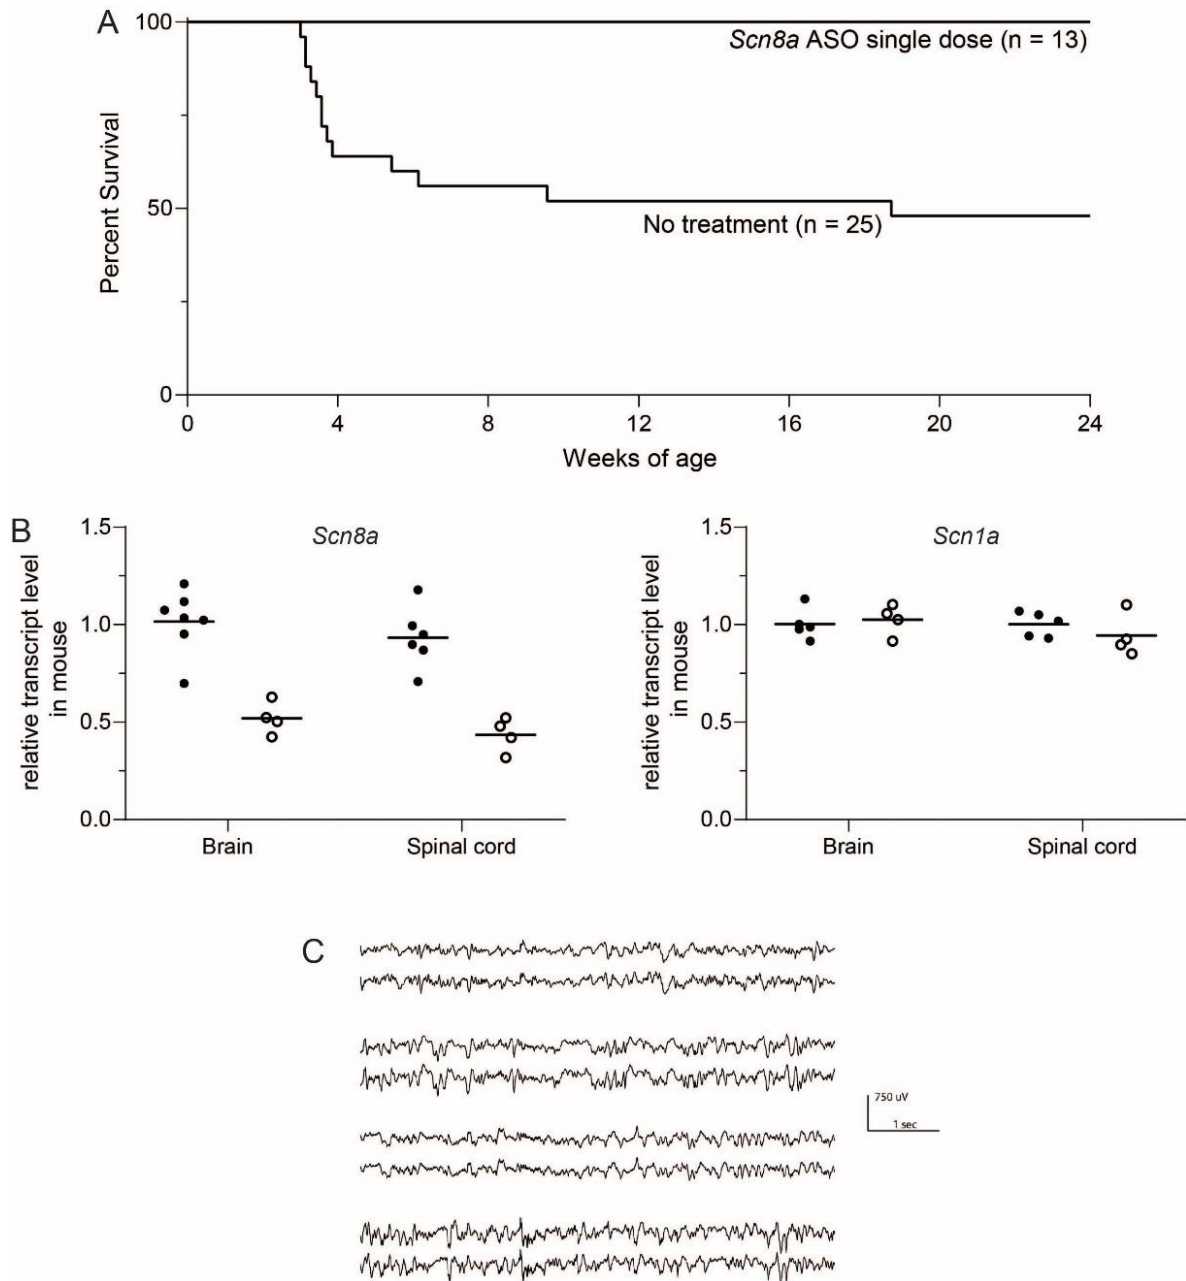 A
100
50
0
Percent Survival
Scn8a ASO single dose (n = 13)
No treatment (n = 25)
0 4 8 12 16 20 24
Weeks of age
B
Scn8a
1.5
1.0
0.5
0.0
relative transcript level
in mouse
Brain Spinal cord
Scn1a
1.5
1.0
0.5
0.0
relative transcript level
in mouse
Brain Spinal cord
C
750 uV
1 sec